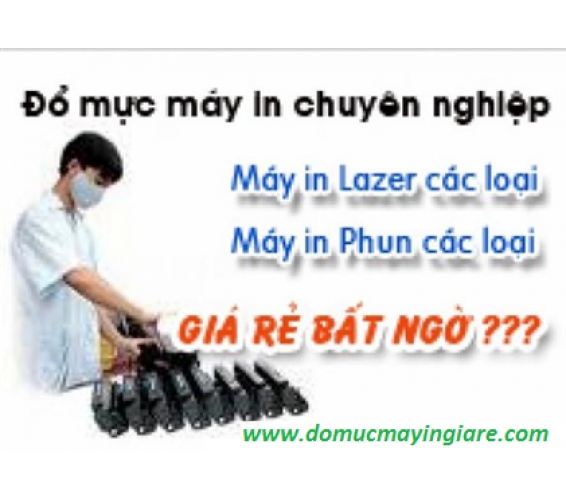 Đổ mực máy in chuyên nghiệp
Máy in Lazer các loại
Máy in Phun các loại
GIÁ RẺ BẤT NGỜ ???
www.domucmayingiare.com